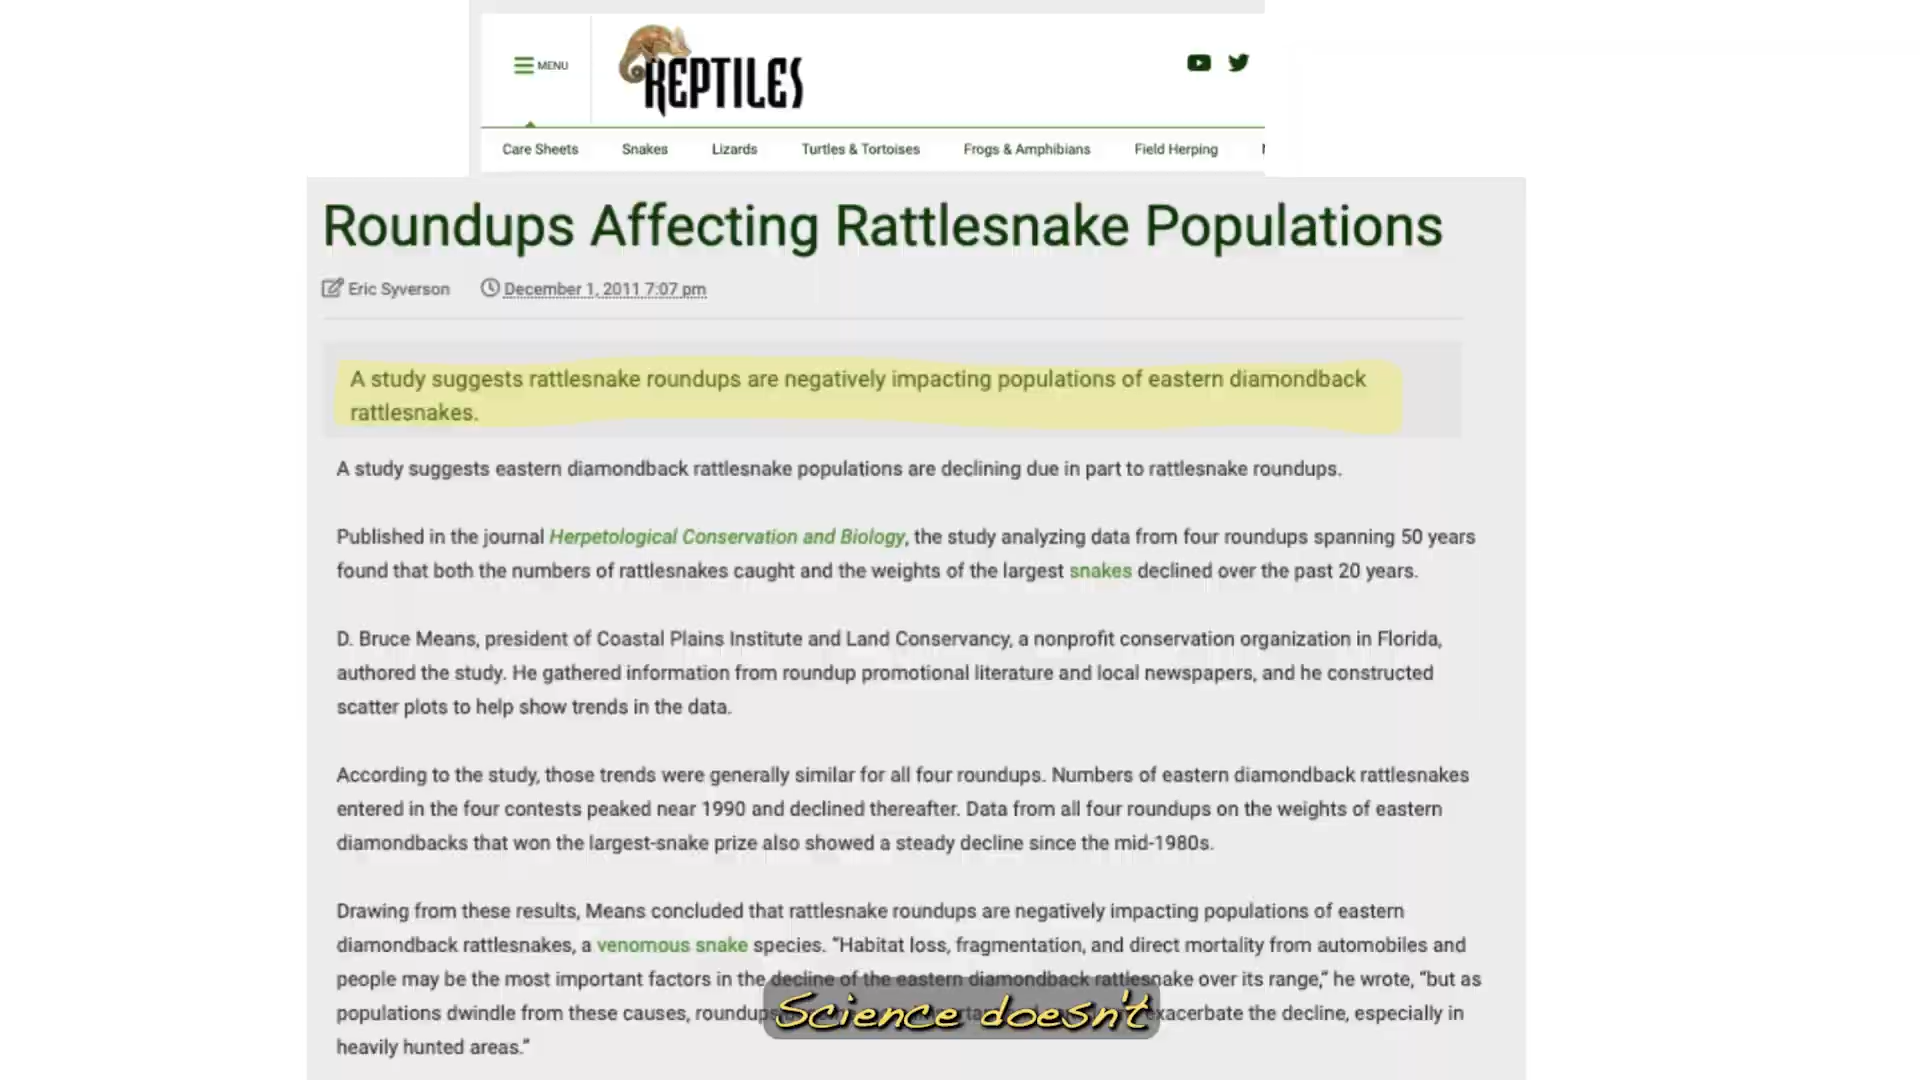 MENU
REPTILES
Care Sheets Snakes Lizards Turtles & Tortoises Frogs & Amphibians Field Herping
Roundups Affecting Rattlesnake Populations
Eric Syverson December 1, 2011 7:07 pm
A study suggests rattlesnake roundups are negatively impacting populations of eastern diamondback
rattlesnakes.
A study suggests eastern diamondback rattlesnake populations are declining due in part to rattlesnake roundups.
Published in the journal Herpetological Conservation and Biology, the study analyzing data from four roundups spanning 50 years
found that both the numbers of rattlesnakes caught and the weights of the largest snakes declined over the past 20 years.
D. Bruce Means, president of Coastal Plains Institute and Land Conservancy, a nonprofit conservation organization in Florida,
authored the study. He gathered information from roundup promotional literature and local newspapers, and he constructed
scatter plots to help show trends in the data.
According to the study, those trends were generally similar for all four roundups. Numbers of eastern diamondback rattlesnakes
entered in the four contests peaked near 1990 and declined thereafter. Data from all four roundups on the weights of eastern
diamondbacks that won the largest-snake prize also showed a steady decline since the mid-1980s.
Drawing from these results, Means concluded that rattlesnake roundups are negatively impacting populations of eastern
diamondback rattlesnakes, a venomous snake species. “Habitat loss, fragmentation, and direct mortality from automobiles and
people may be the most important factors in the decline of the eastern diamondback rattlesnake over its range,” he wrote, “but as
populations dwindle from these causes, exacerbate the decline, especially in
heavily hunted areas.”
Science doesn't